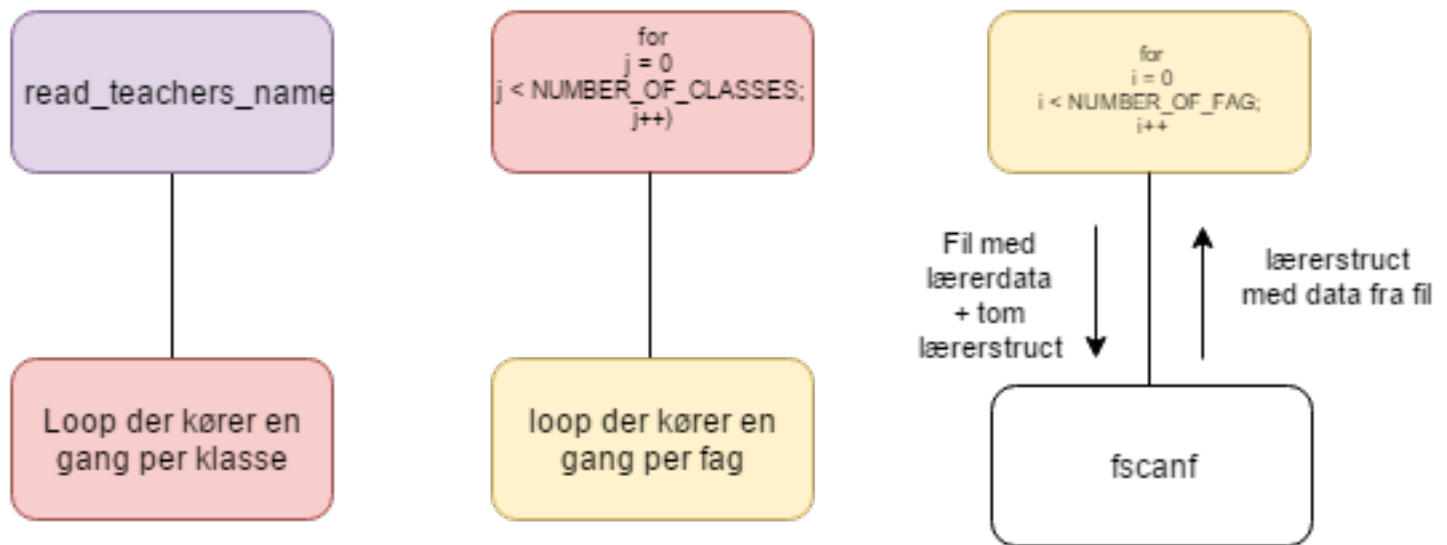 read_teachers_name
for
j = 0
j < NUMBER_OF_CLASSES;
j++)
for
i = 0
i < NUMBER_OF_FAG;
i++
Fil med
lærerdata
+ tom
lærerstruct
lærerstruct
med data fra fil
Loop der kører en
gang per klasse
loop der kører en
gang per fag
fscanf